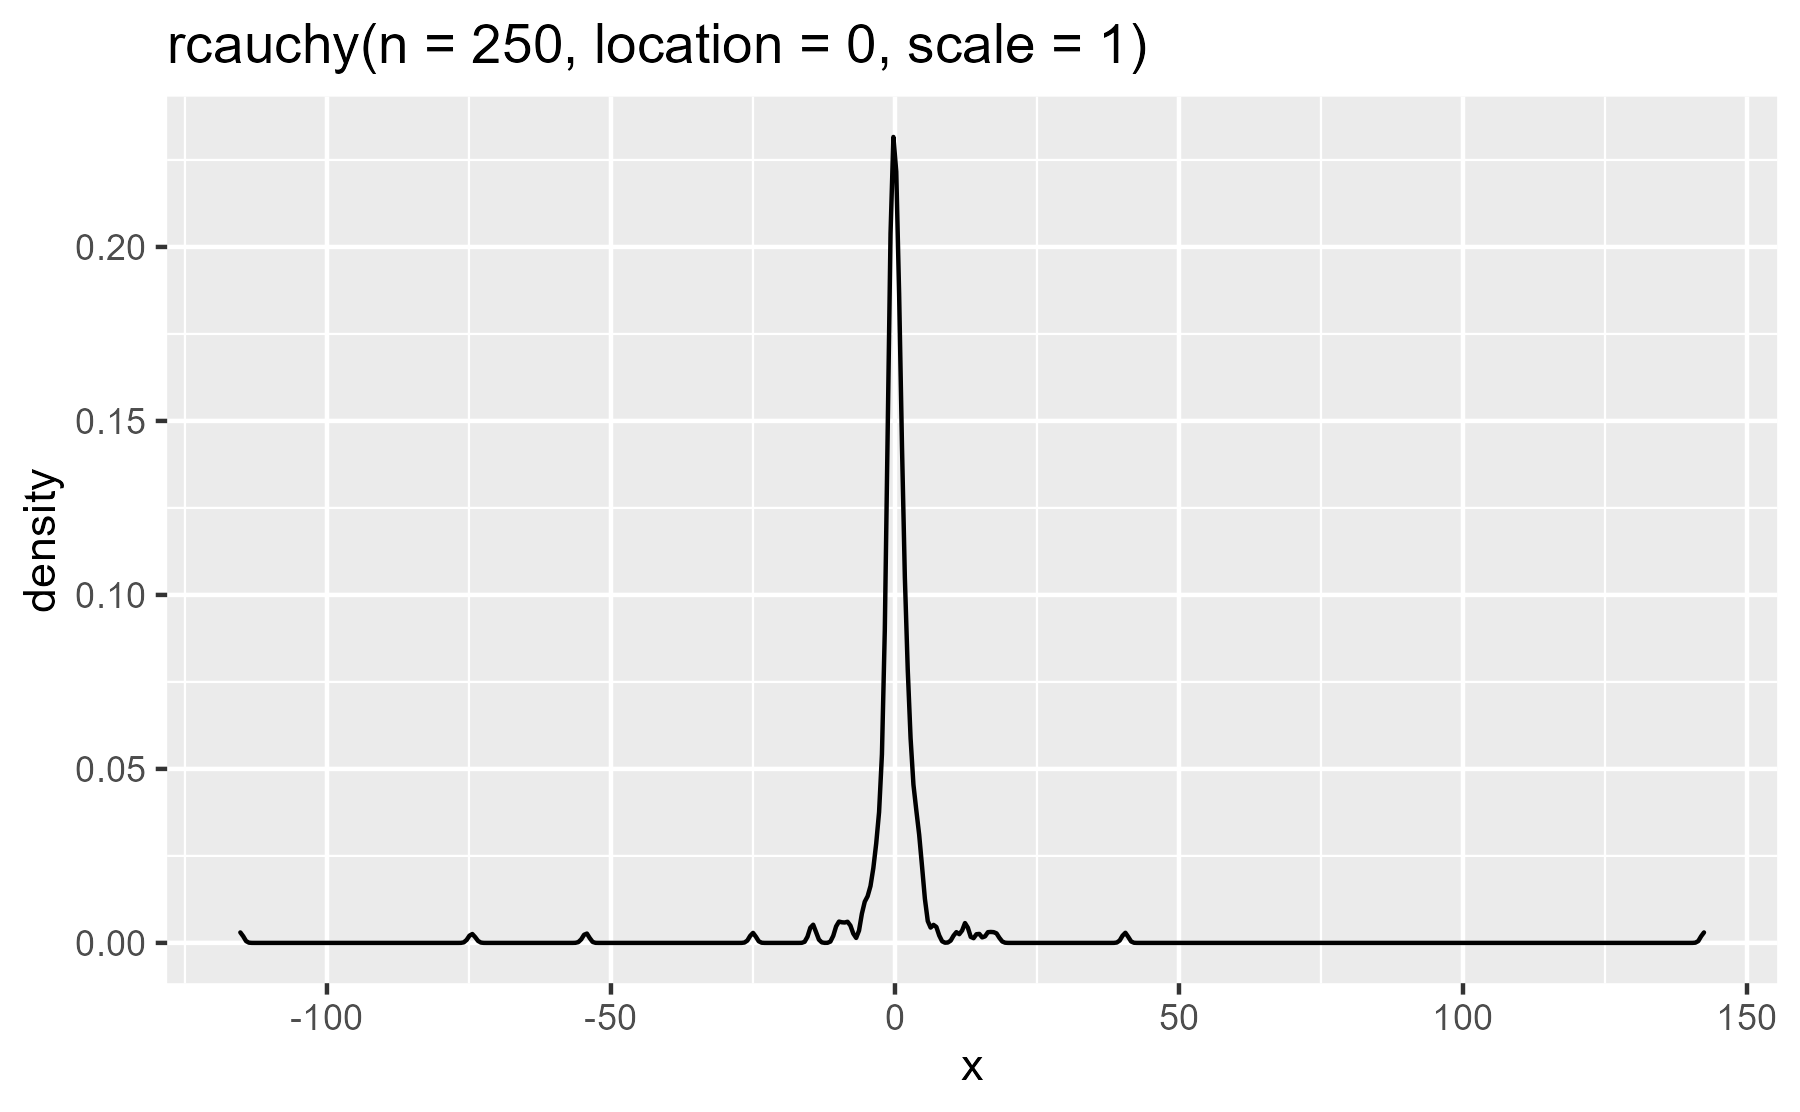 rcauchy(n = 250, location = 0, scale = 1)
density
0.20
0.15
0.10
0.05
0.00
-100 -50 0 50 100 150
x